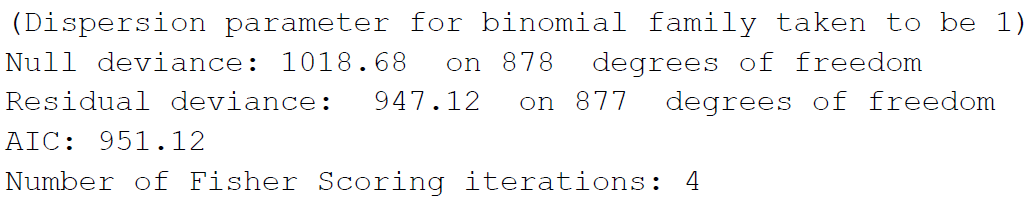 (Dispersion parameter for binomial family taken to be 1)
Null deviance: 1018.68  on 878  degrees of freedom
Residual deviance:  947.12  on 877  degrees of freedom
AIC: 951.12
Number of Fisher Scoring iterations: 4